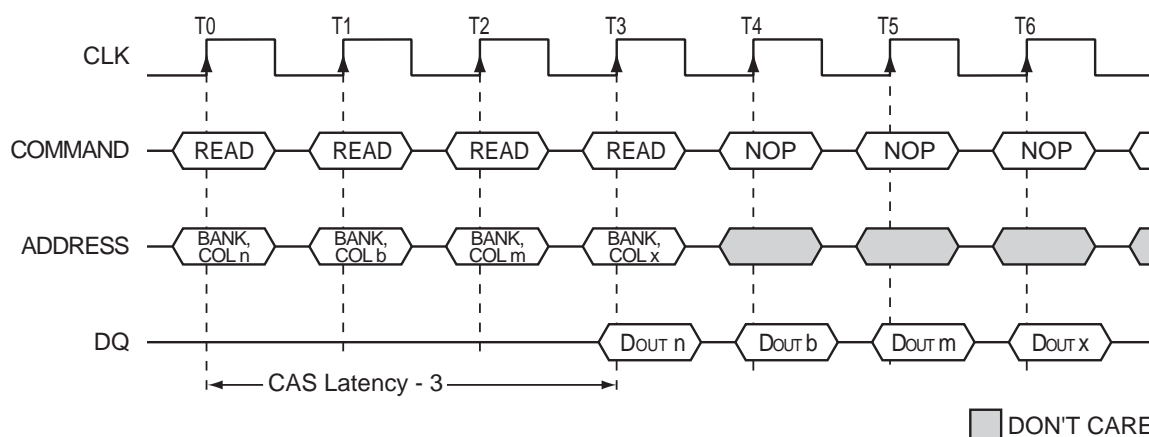 T0 T1 T2 T3 T4 T5 T6
CLK
COMMAND READ READ READ READ NOP NOP NOP
ADDRESS BANK, COL n BANK, COL b BANK, COL m BANK, COL x
DQ DOUT n DOUT b DOUT m DOUT x
CAS Latency - 3
DON'T CARE